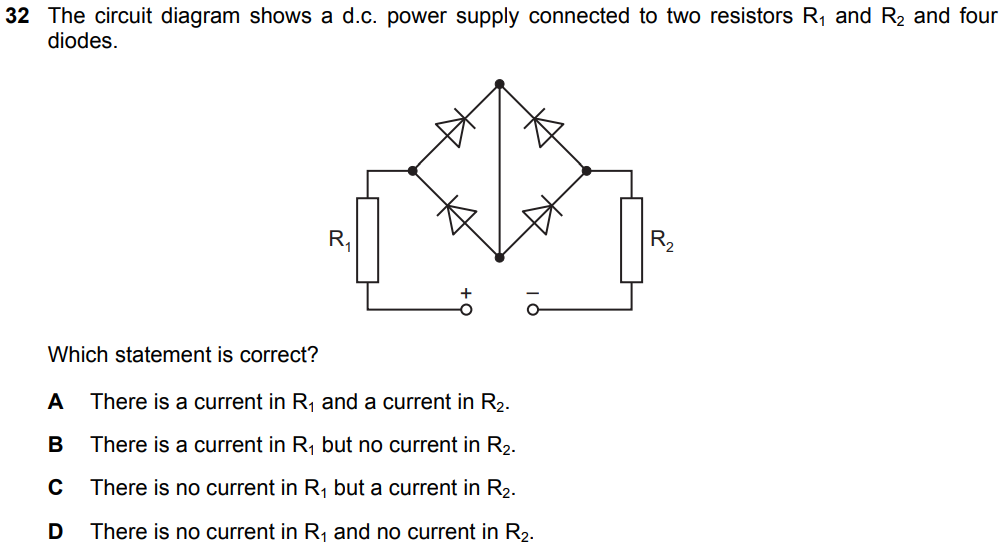 32 The circuit diagram shows a d.c. power supply connected to two resistors R₁ and R₂ and four
diodes.
R₁
R₂
+
–
Which statement is correct?
A There is a current in R₁ and a current in R₂.
B There is a current in R₁ but no current in R₂.
C There is no current in R₁ but a current in R₂.
D There is no current in R₁ and no current in R₂.